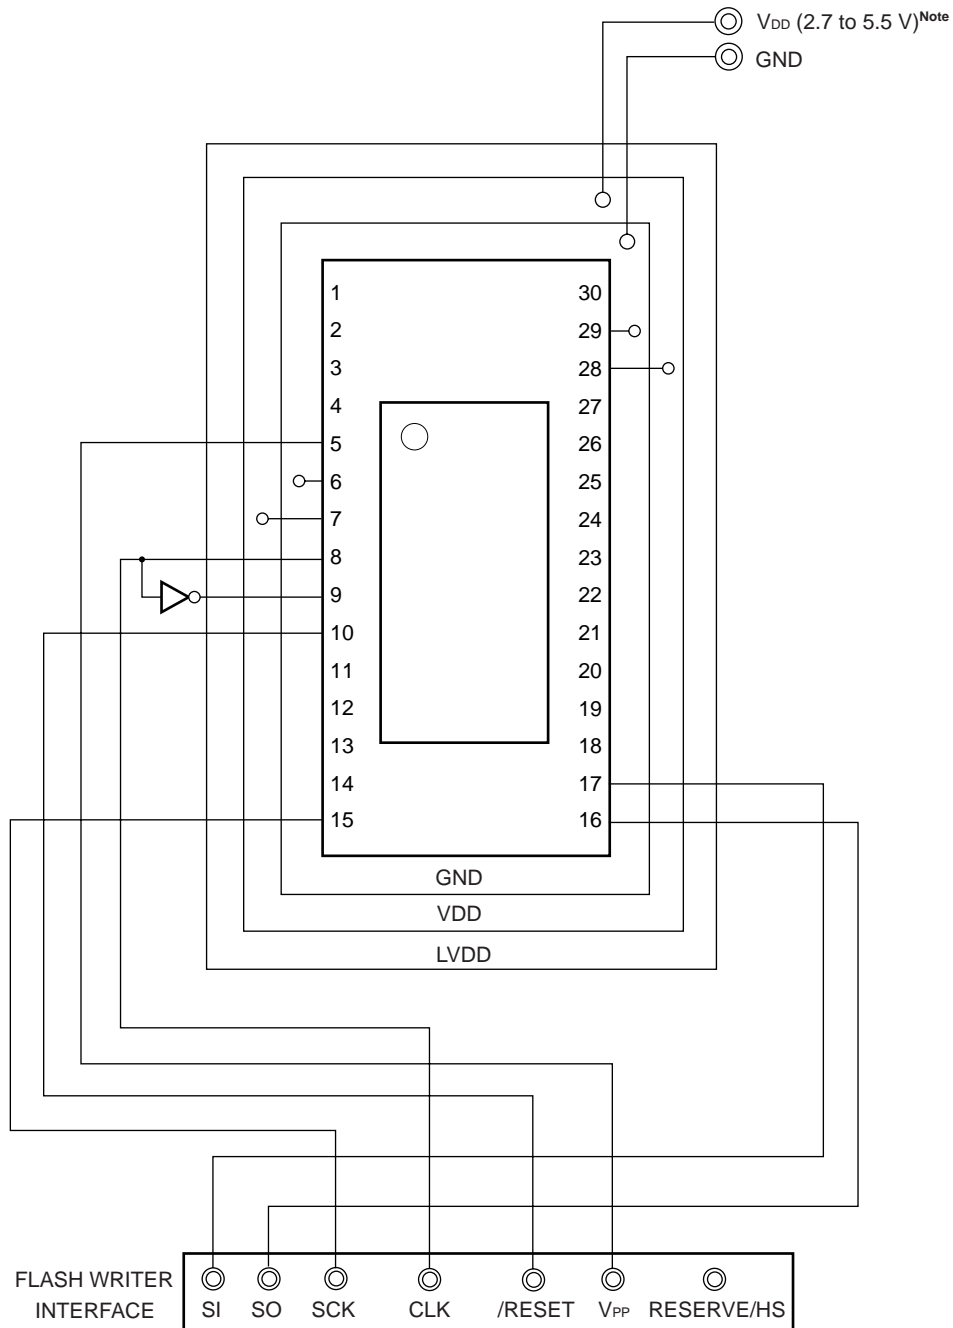 VDD (2.7 to 5.5 V)Note
GND
1 30
2 29
3 28
4 27
5 26
6 25
7 24
8 23
9 22
10 21
11 20
12 19
13 18
14 17
15 16
GND
VDD
LVDD
FLASH WRITER
INTERFACE
SI SO SCK CLK /RESET VPP RESERVE/HS